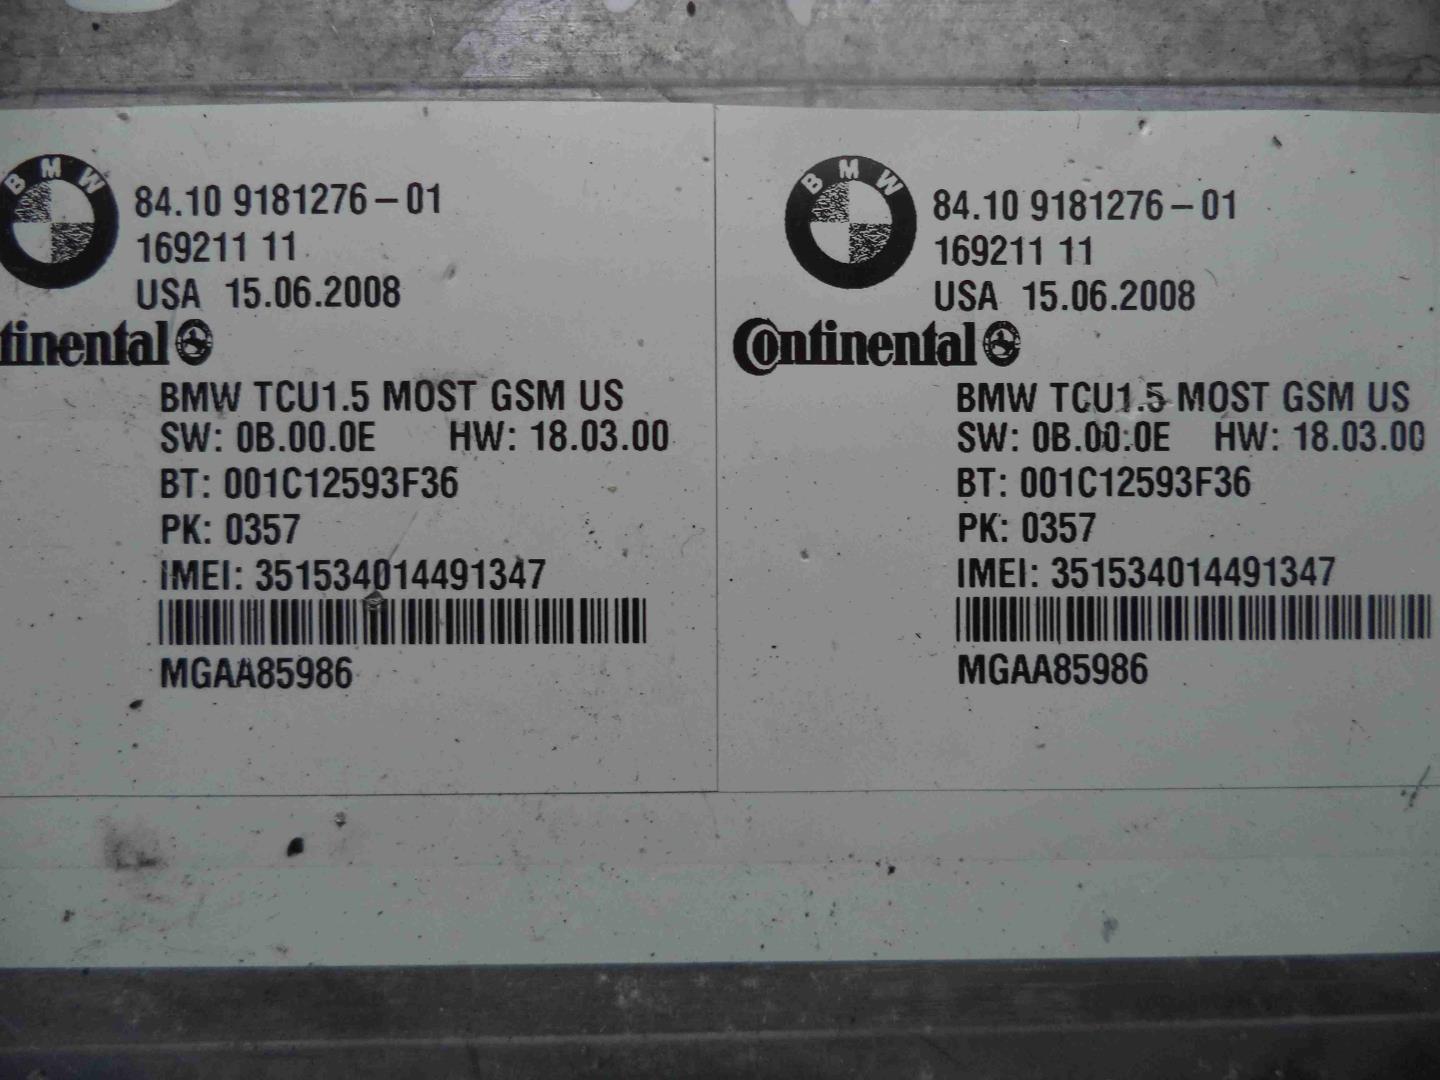 BMW
84.10 9181276-01
169211 11
USA 15.06.2008
tinental
BMW TCU1.5 MOST GSM US
SW: 0B.00.0E HW: 18.03.00
BT: 001C12593F36
PK: 0357
IMEI: 351534014491347
MGAA85986
BMW
84.10 9181276-01
169211 11
USA 15.06.2008
Continental
BMW TCU1.5 MOST GSM US
SW: 0B.00.0E HW: 18.03.00
BT: 001C12593F36
PK: 0357
IMEI: 351534014491347
MGAA85986